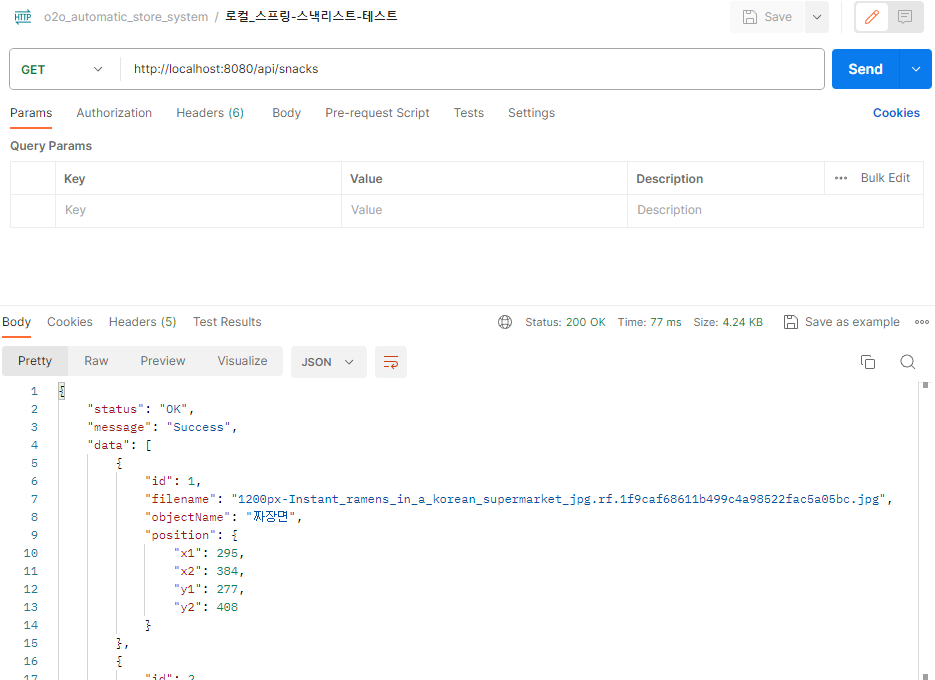 HTTP o2o_automatic_store_system / 로컬_스프링-스낵리스트-테스트 Save
GET http://localhost:8080/api/snacks Send
Params Authorization Headers (6) Body Pre-request Script Tests Settings Cookies
Query Params
Key Value Description ••• Bulk Edit
Key Value Description
Body Cookies Headers (5) Test Results Status: 200 OK Time: 77 ms Size: 4.24 KB Save as example
Pretty Raw Preview Visualize JSON
1 {
2 "status": "OK",
3 "message": "Success",
4 "data": [
5 {
6 "id": 1,
7 "filename": "1200px-Instant_ramens_in_a_korean_supermarket_jpg.rf.1f9caf68611b499c4a98522fac5a05bc.jpg",
8 "objectName": "짜장면",
9 "position": {
10 "x1": 295,
11 "x2": 384,
12 "y1": 277,
13 "y2": 408
14 }
15 },
16 {
17 "id": 2